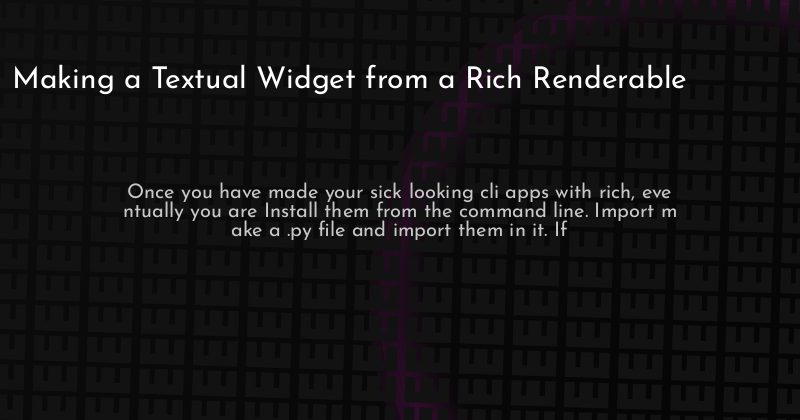 Making a Textual Widget from a Rich Renderable
Once you have made your sick looking cli apps with rich, eve
ntually you are Install them from the command line. Import m
ake a .py file and import them in it. If